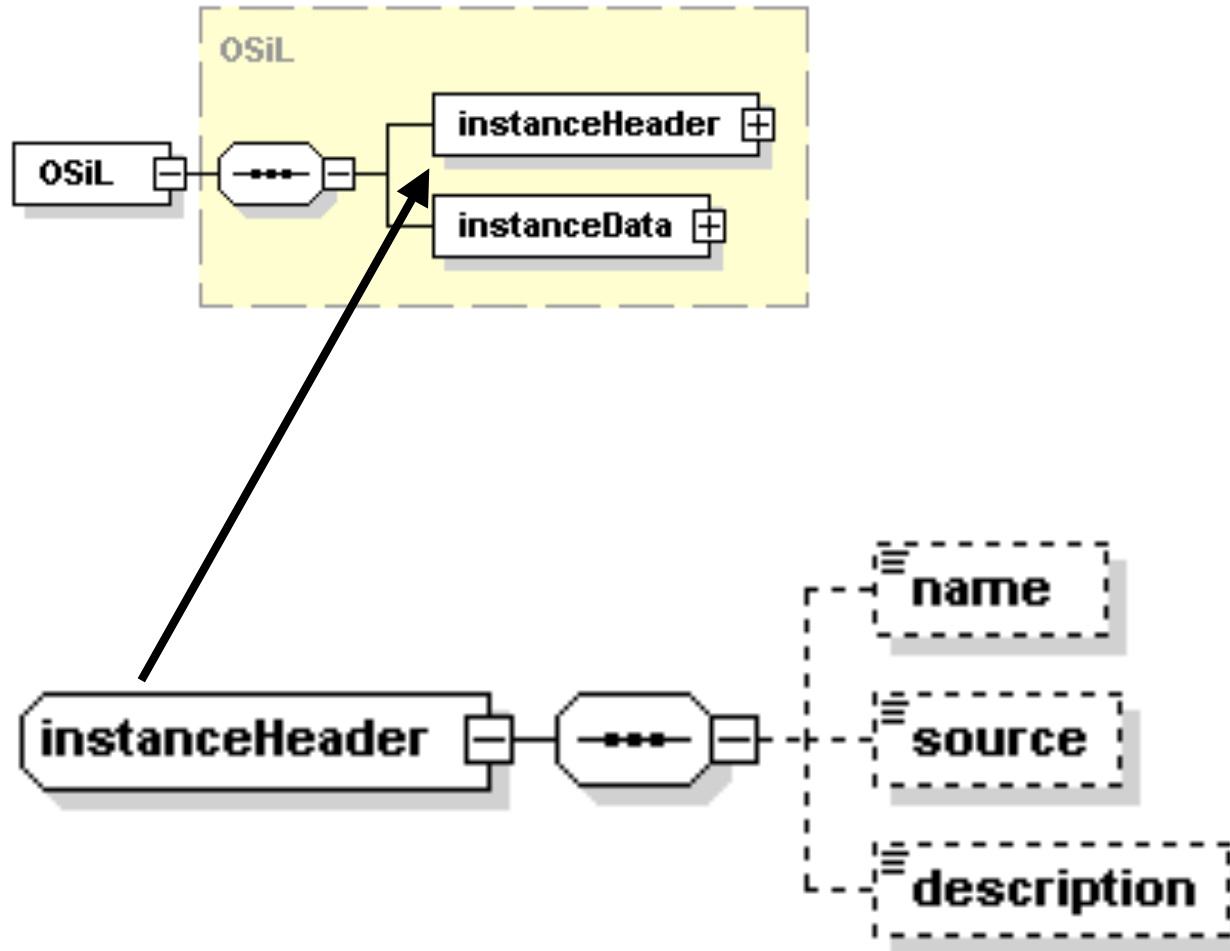 OSiL
instanceHeader
OSiL
instanceData
instanceHeader
name
source
description